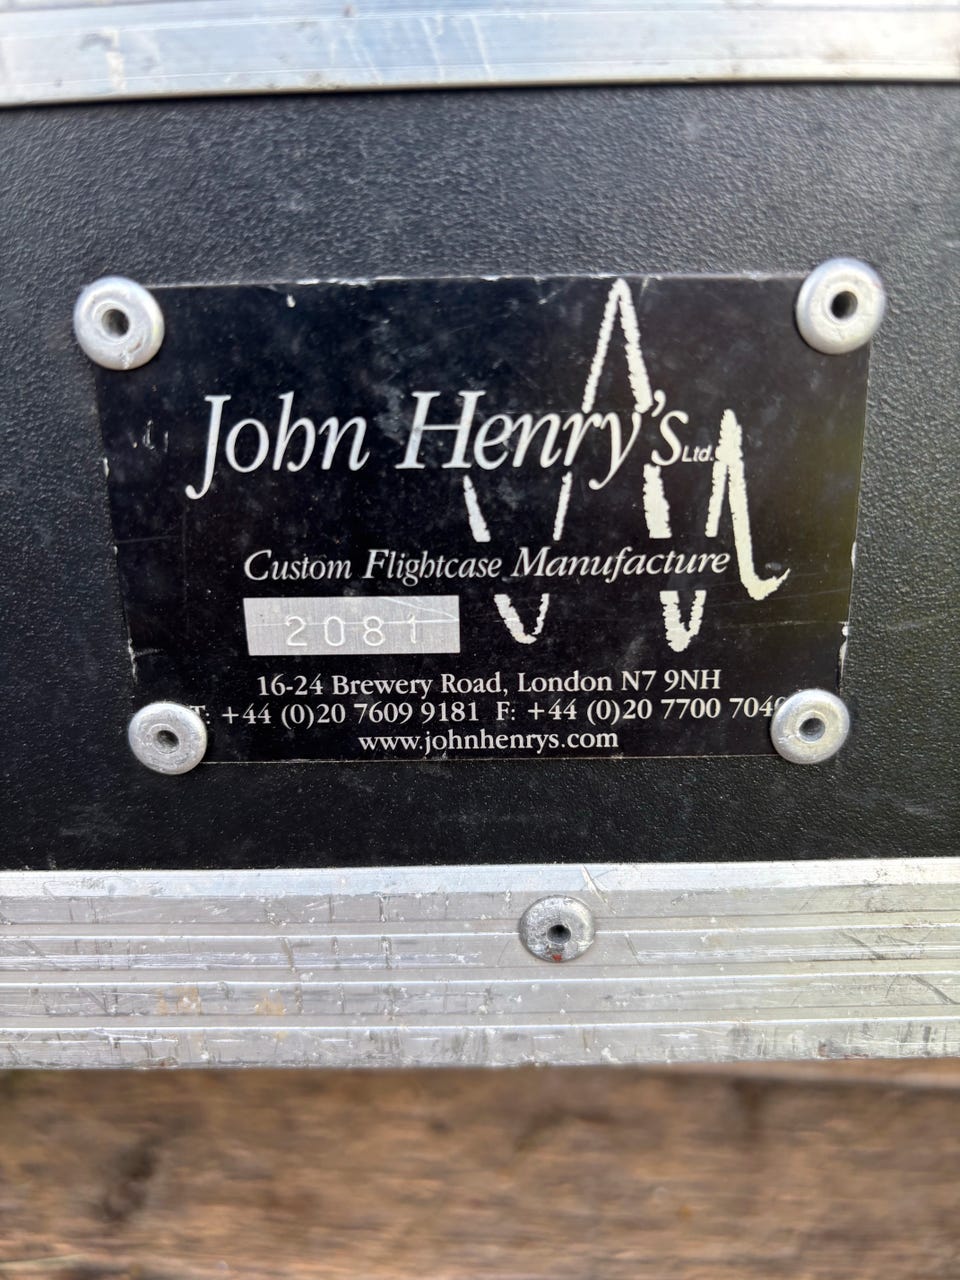 John Henry's Ltd.
Custom Flightcase Manufacture
2081
16-24 Brewery Road, London N7 9NH
T: +44 (0)20 7609 9181 F: +44 (0)20 7700
www.johnhenrys.com